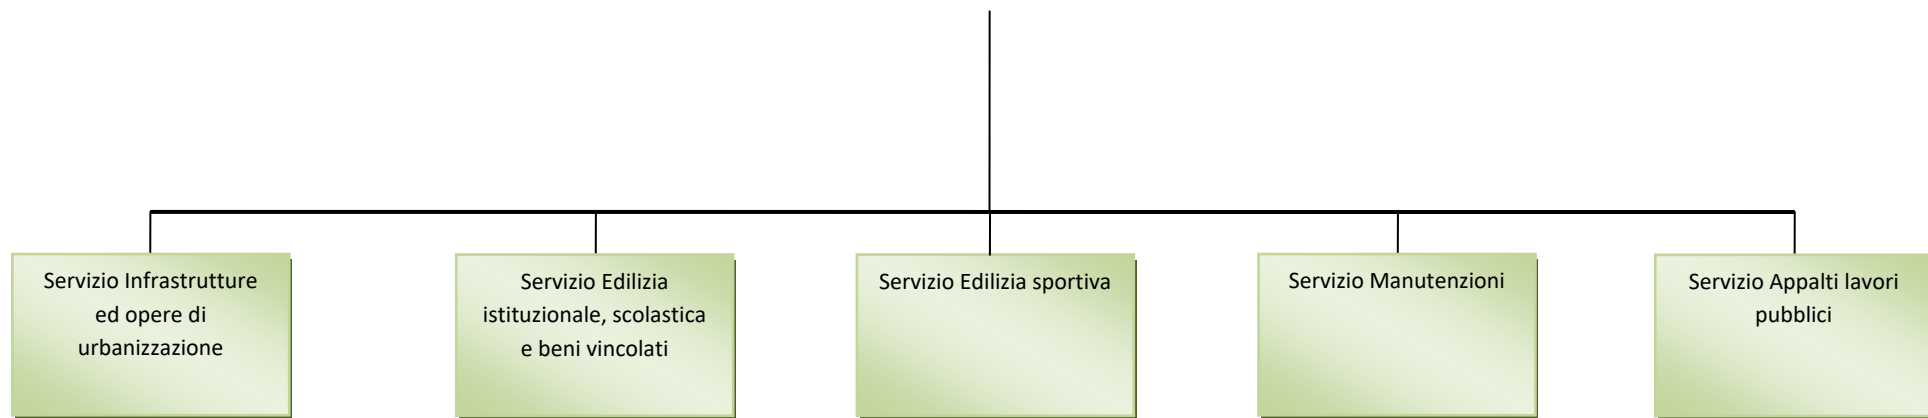 Servizio Infrastrutture
ed opere di
urbanizzazione
Servizio Edilizia
istituzionale, scolastica
e beni vincolati
Servizio Edilizia sportiva
Servizio Manutenzioni
Servizio Appalti lavori
pubblici